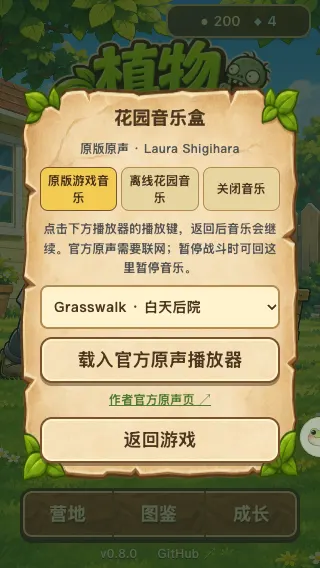 200 4
植物
花园音乐盒
原版原声 · Laura Shigihara
原版游戏音乐
离线花园音乐
关闭音乐
点击下方播放器的播放键，返回后音乐会继
续。官方原声需要联网；暂停战斗时可回这
里暂停音乐。
Grasswalk · 白天后院
载入官方原声播放器
作者官方原声页 ↗
返回游戏
营地 图鉴 成长
v0.8.0 GitHub ↗